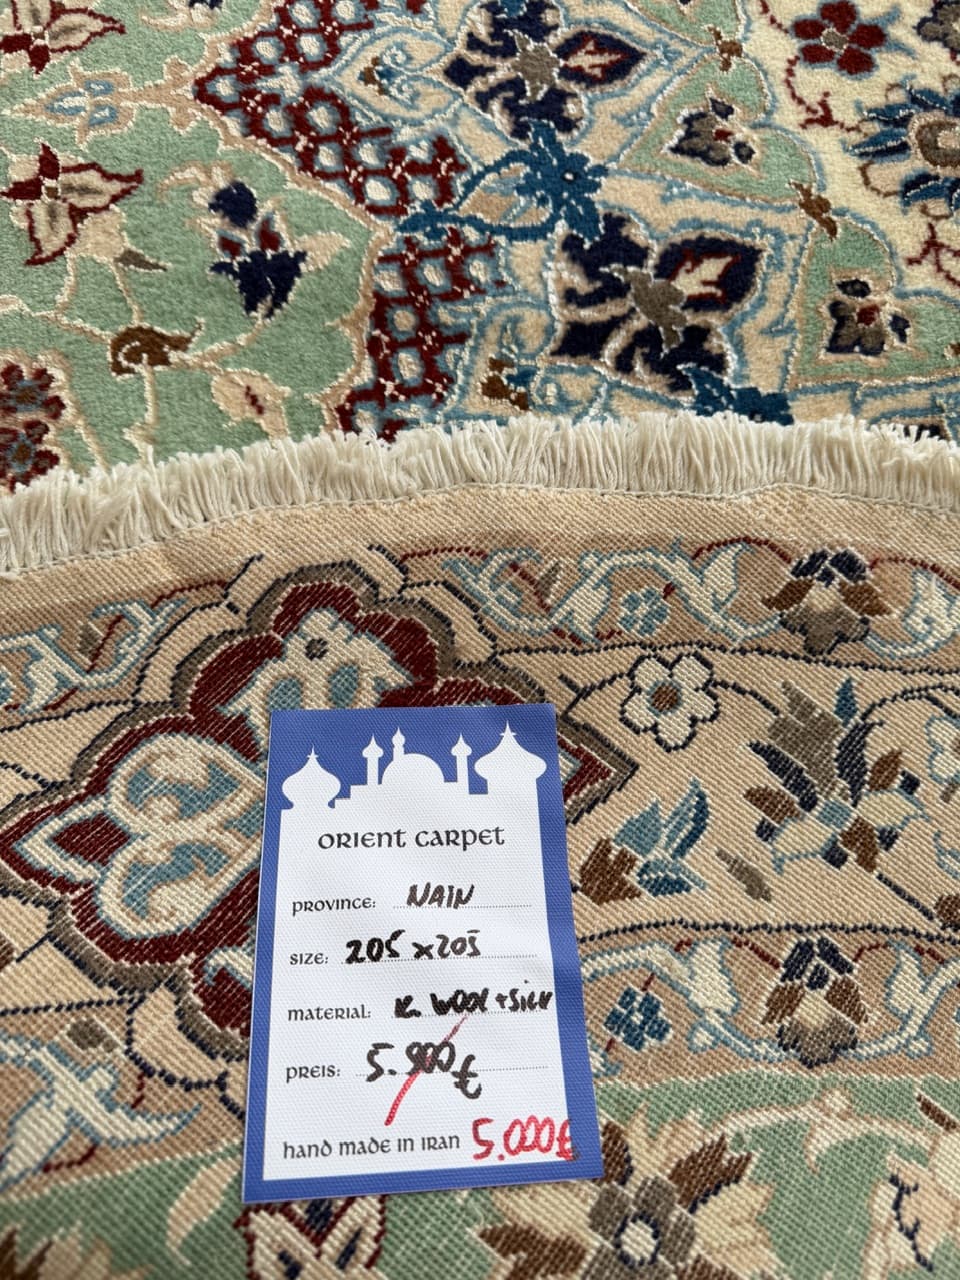 ORIENT CARPET
PROVINCE: NAIN
SIZE: 205 x 205
MATERIAL: K. WOOL + SILK
PREIS: 5.900 €
HAND MADE IN IRAN 5.000 €